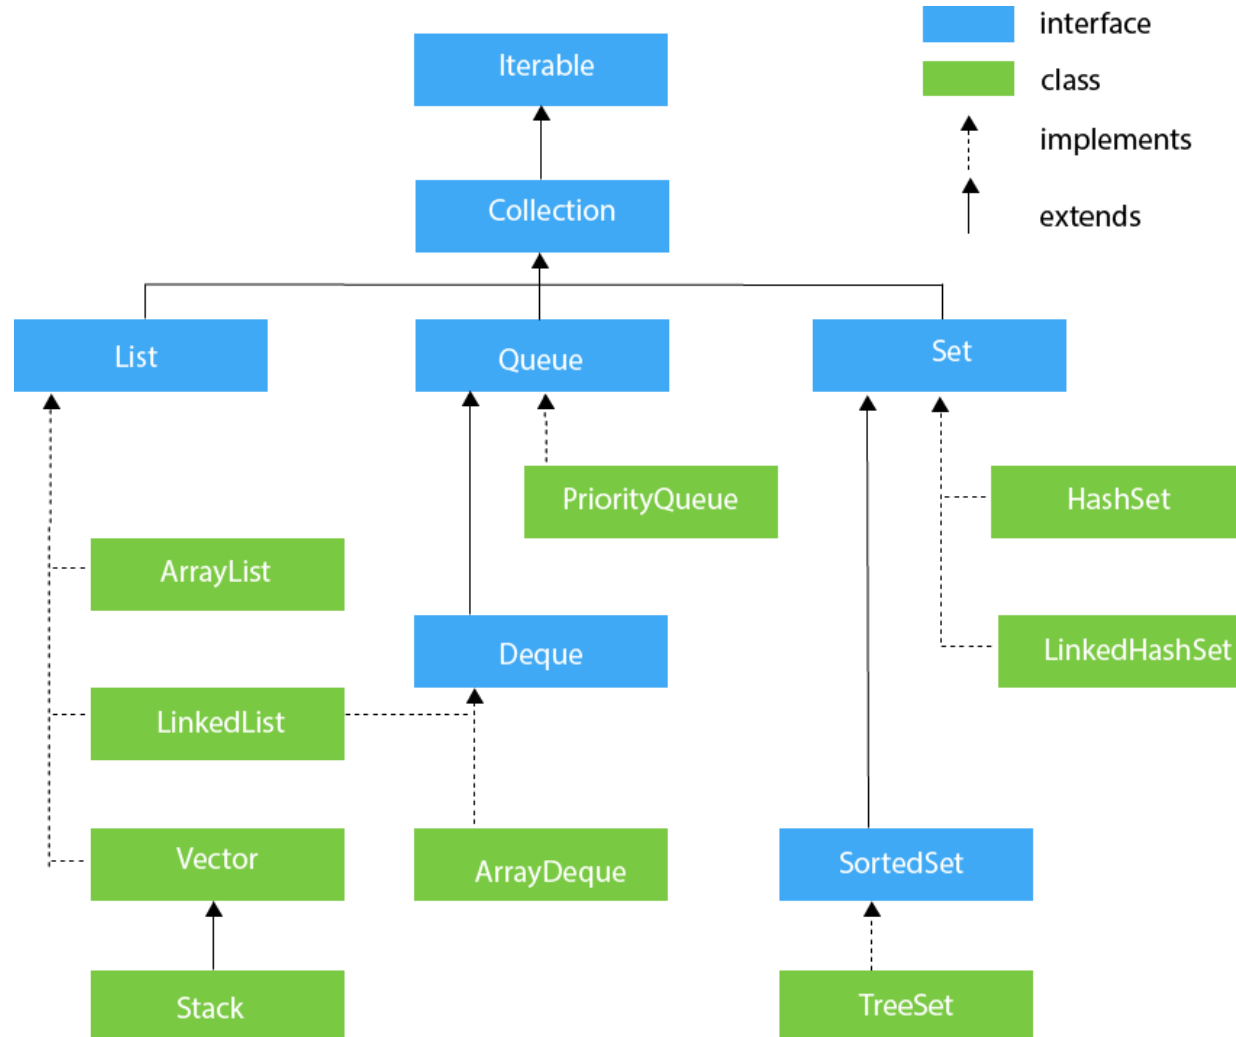 interface
Iterable
class
implements
Collection
extends
List
Queue
Set
PriorityQueue
HashSet
ArrayList
Deque
LinkedHashSet
LinkedList
Vector
ArrayDeque
SortedSet
Stack
TreeSet